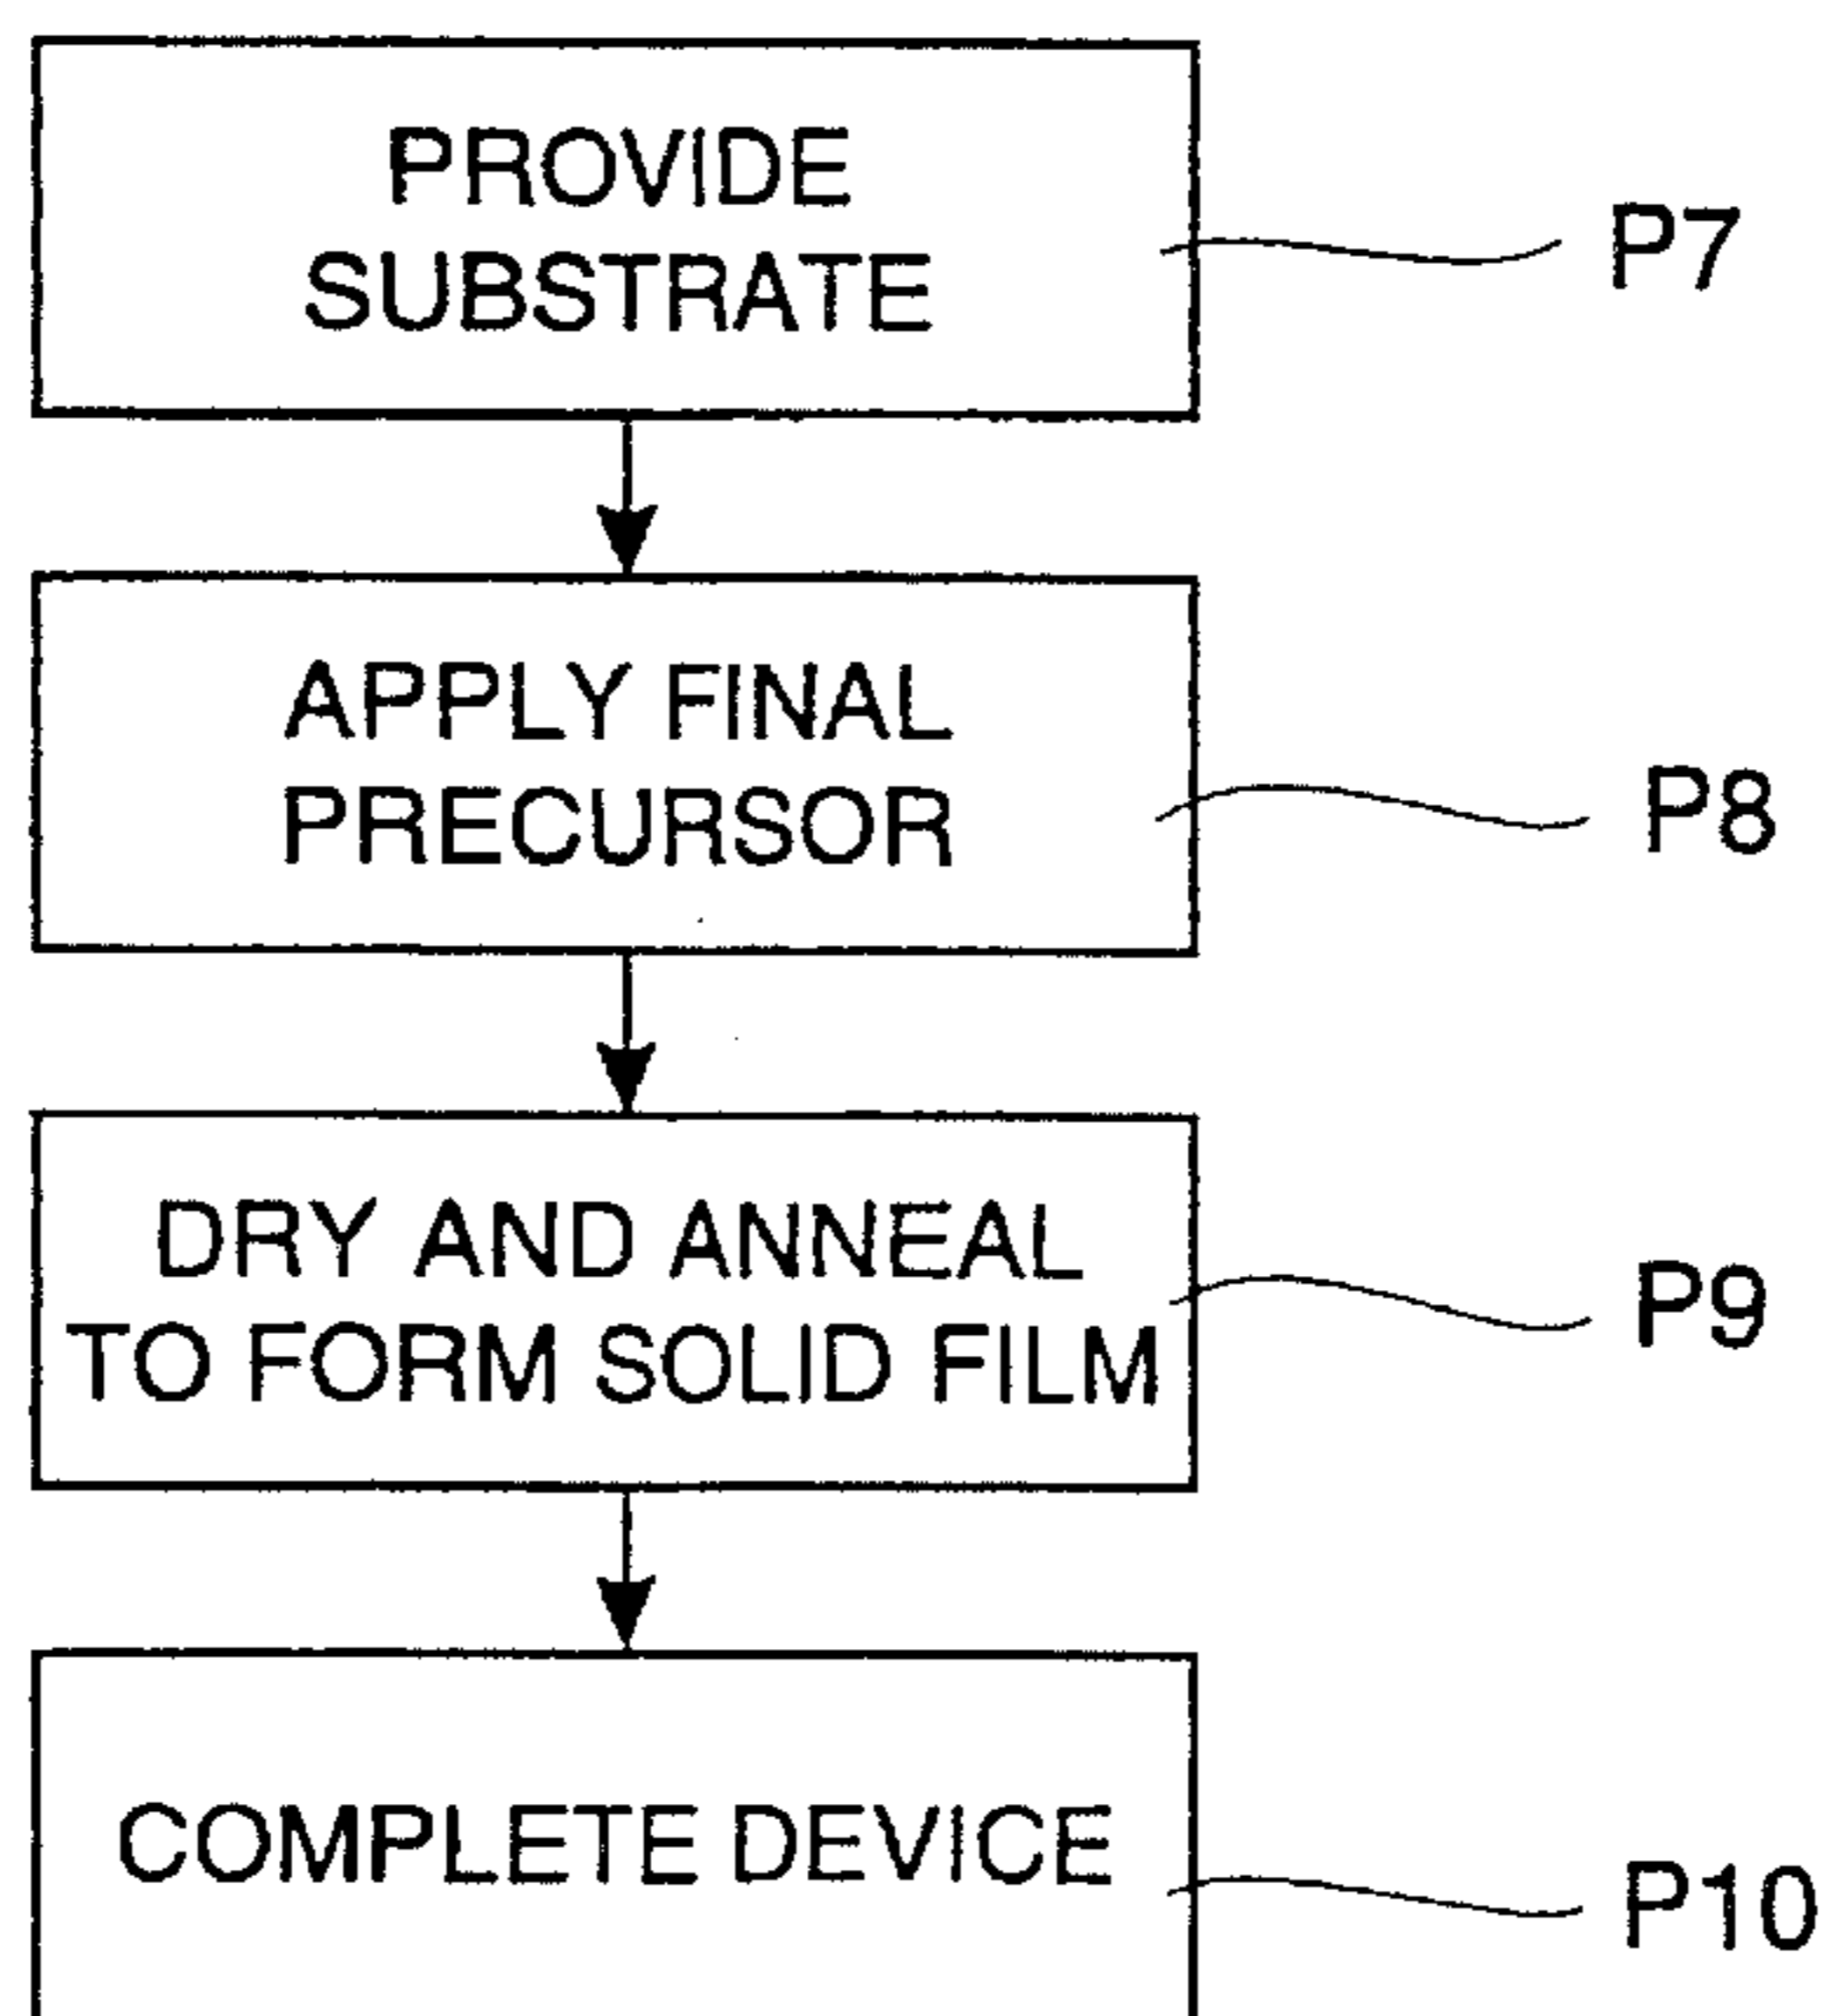 PROVIDE
SUBSTRATE
P7
APPLY FINAL
PRECURSOR
P8
DRY AND ANNEAL
TO FORM SOLID FILM
P9
COMPLETE DEVICE
P10